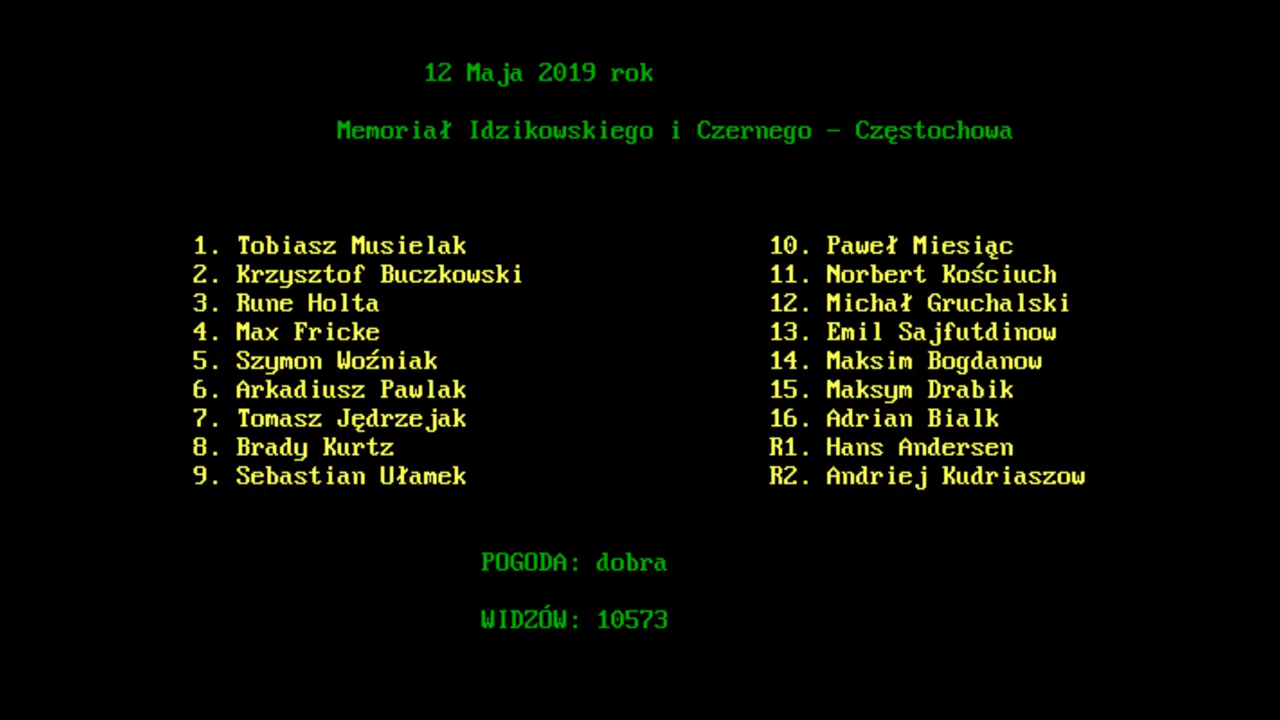 12 Maja 2019 rok
Memoriał Idzikowskiego i Czernego - Częstochowa
1. Tobiasz Musielak
2. Krzysztof Buczkowski
3. Rune Holta
4. Max Fricke
5. Szymon Woźniak
6. Arkadiusz Pawlak
7. Tomasz Jędrzejak
8. Brady Kurtz
9. Sebastian Ułamek
10. Paweł Miesiąc
11. Norbert Kościuch
12. Michał Gruchalski
13. Emil Sajfutdinow
14. Maksim Bogdanow
15. Maksym Drabik
16. Adrian Bialk
R1. Hans Andersen
R2. Andriej Kudriaszow
POGODA: dobra
WIDZÓW: 10573